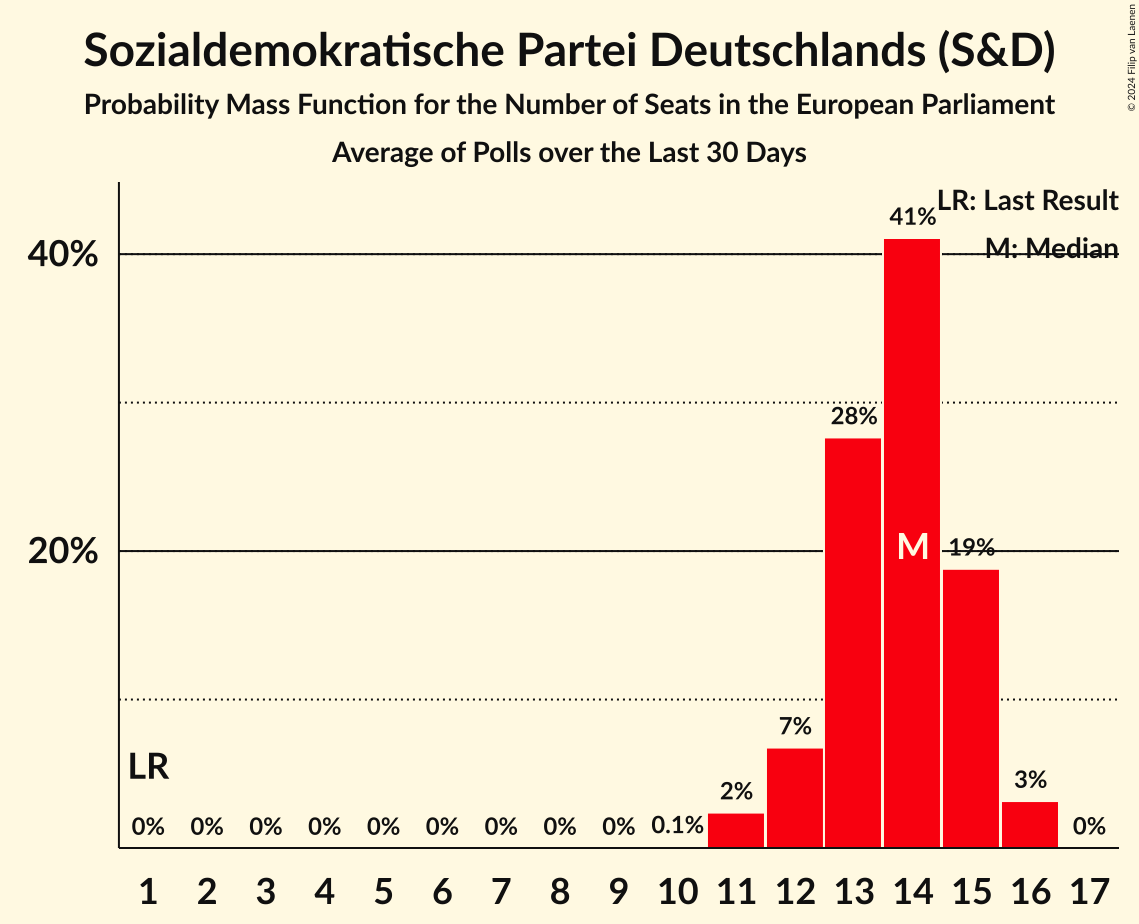 Sozialdemokratische Partei Deutschlands (S&D)
Probability Mass Function for the Number of Seats in the European Parliament
Average of Polls over the Last 30 Days
© 2024 Filip van Laenen
LR: Last Result
M: Median
41%
40%
28%
M
19%
20%
7%
LR
2%
3%
0% 0% 0% 0% 0% 0% 0% 0% 0% 0.1% 0%
1 2 3 4 5 6 7 8 9 10 11 12 13 14 15 16 17